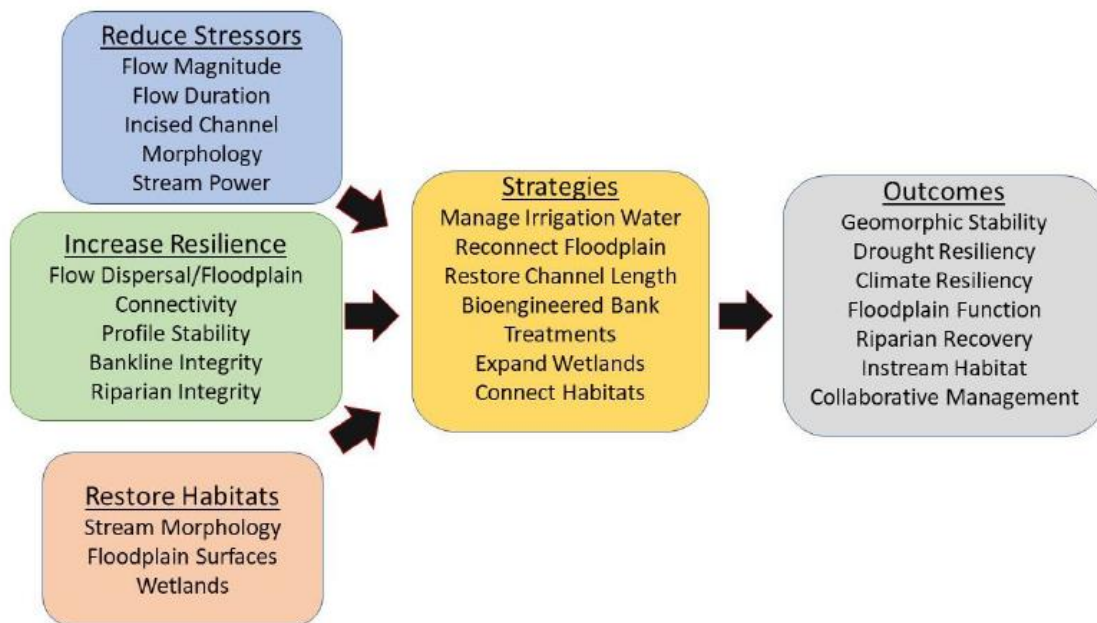 Reduce Stressors
Flow Magnitude
Flow Duration
Incised Channel
Morphology
Stream Power
Increase Resilience
Flow Dispersal/Floodplain
Connectivity
Profile Stability
Bankline Integrity
Riparian Integrity
Restore Habitats
Stream Morphology
Floodplain Surfaces
Wetlands
Strategies
Manage Irrigation Water
Reconnect Floodplain
Restore Channel Length
Bioengineered Bank
Treatments
Expand Wetlands
Connect Habitats
Outcomes
Geomorphic Stability
Drought Resiliency
Climate Resiliency
Floodplain Function
Riparian Recovery
Instream Habitat
Collaborative Management